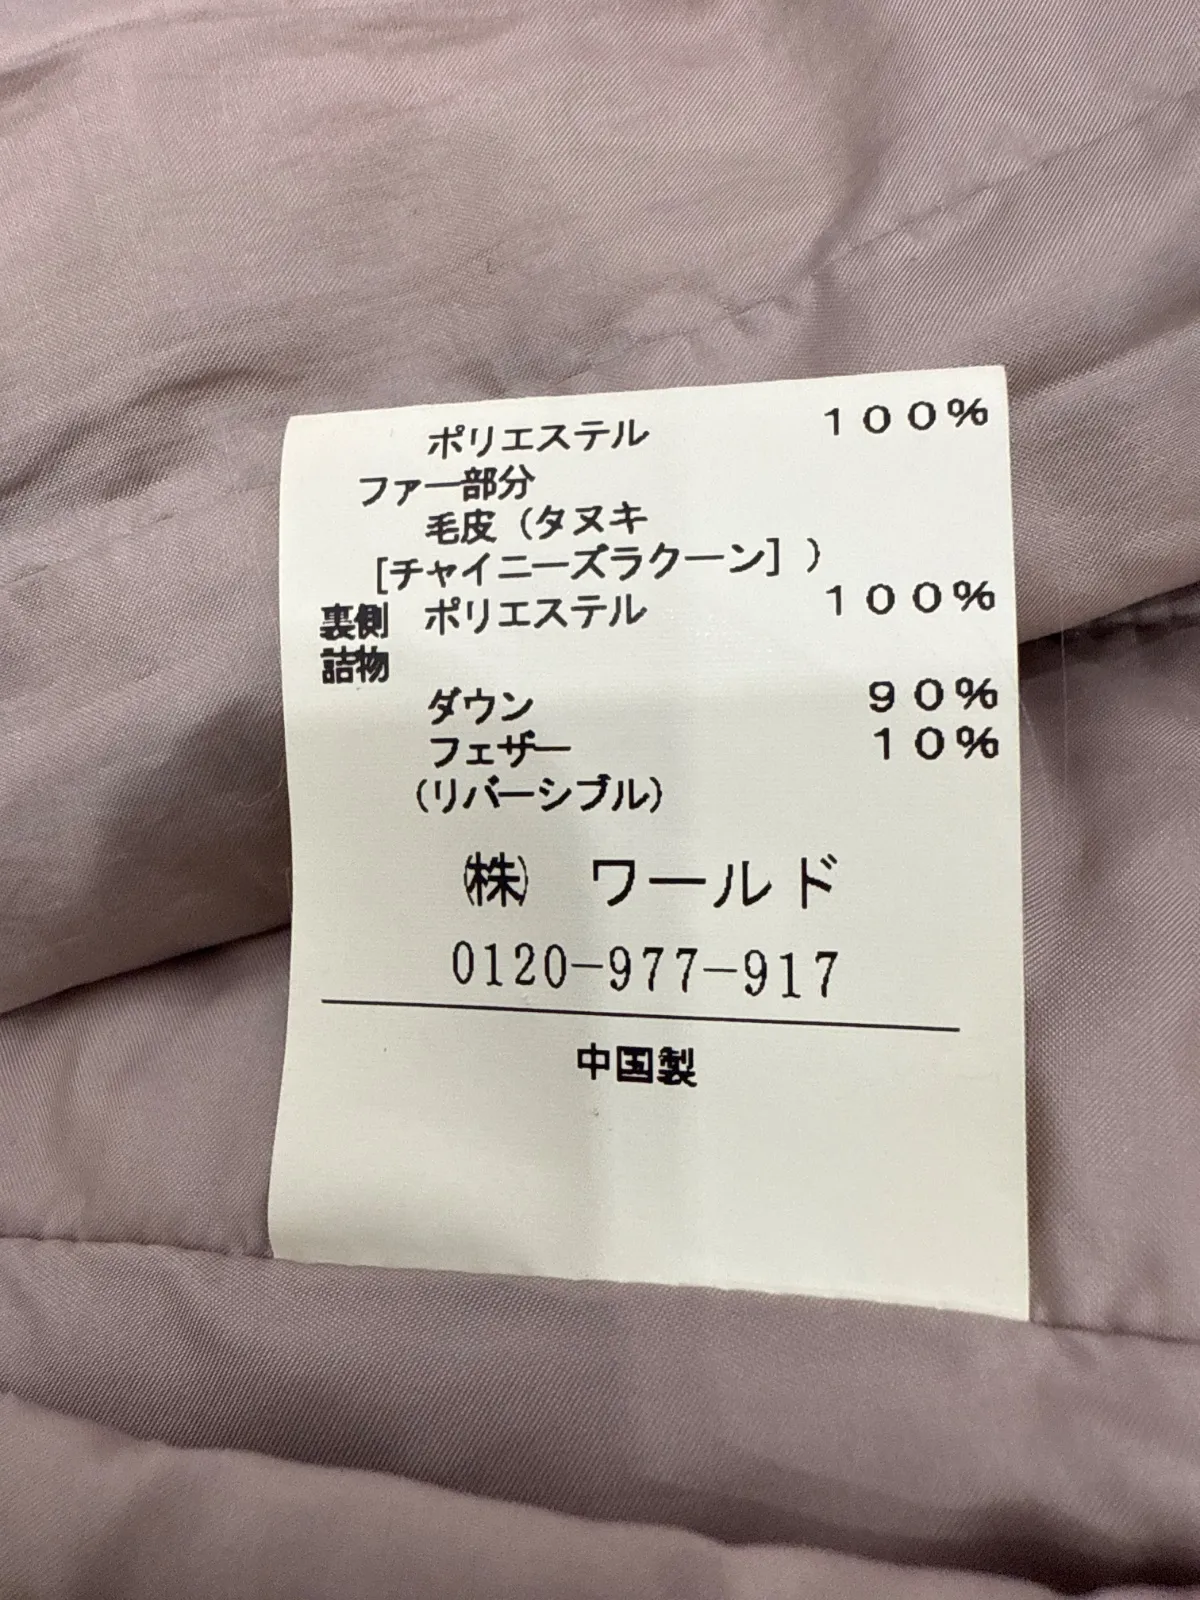 ポリエステル １００％
ファー部分
毛皮（タヌキ
[チャイニーズラクーン]）
裏側 ポリエステル １００％
詰物
ダウン ９０％
フェザー １０％
(リバーシブル)
㈱ ワールド
0120-977-917
中国製